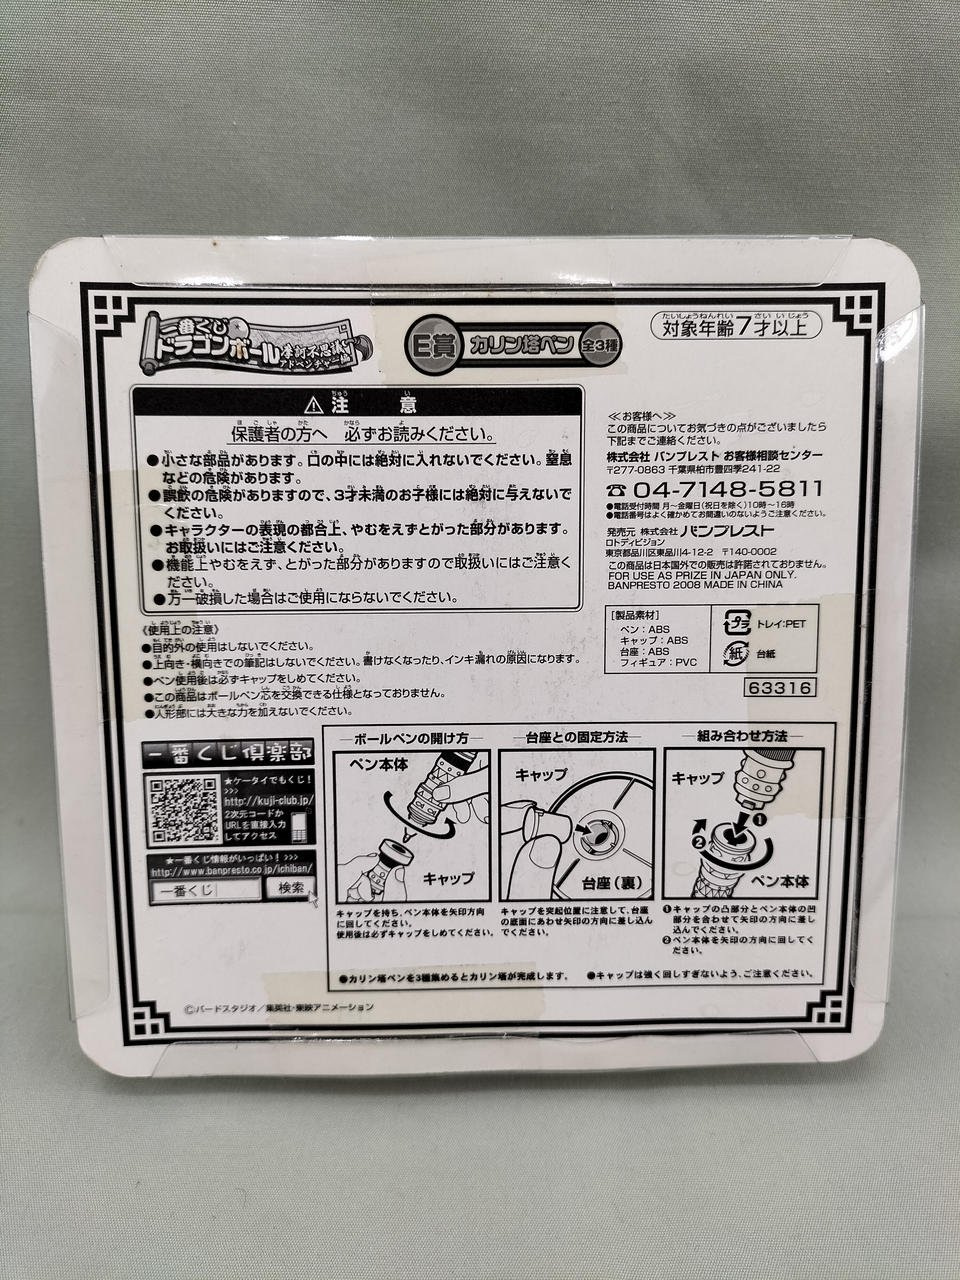 一番くじ
ドラゴンボール 摩訶不思議
アドベンチャー編
E賞 カリン塔ペン 全3種
対象年齢7才以上
⚠注意
保護者の方へ 必ずお読みください。
●小さな部品があります。口の中には絶対に入れないでください。窒息
などの危険があります。
●誤飲の危険がありますので、3才未満のお子様には絶対に与えないで
ください。
●キャラクターの表現の都合上、やむをえずとがった部分があります。
お取扱いにはご注意ください。
●機能上やむをえず、とがった部分がありますので取扱いにはご注意く
ださい。
●万一破損した場合はご使用にならないでください。
≪お客様へ≫
この商品についてお気づきの点がございましたら
下記までご連絡ください。
株式会社 バンプレスト お客様相談センター
〒277-0863 千葉県柏市豊四季241-22
☎ 04-7148-5811
●電話受付時間 月~金曜日(祝日を除く)10時~16時
●電話番号はよく確かめてお間違いのないようご注意ください。
発売元 株式会社 バンプレスト
ロトディビジョン
東京都品川区東品川4-12-2 〒140-0002
この商品は日本国外での販売は許諾されておりません。
FOR USE AS PRIZE IN JAPAN ONLY.
BANPRESTO 2008 MADE IN CHINA
[製品素材]
ペン:ABS
キャップ:ABS
台座:ABS
フィギュア:PVC
プラ トレイ:PET
紙 台紙
63316
《使用上の注意》
●目的外の使用はしないでください。
●上向き・横向きでの筆記はしないでください。書けなくなったり、インキ漏れの原因になります。
●ペン使用後は必ずキャップをしめてください。
●この商品はボールペン芯を交換できる仕様となっておりません。
●人形部には大きな力を加えないでください。
一番くじ倶楽部
★ケータイでもくじ!
>>>
http://kuji-club.jp/
2次元コードか
URLを直接入力
してアクセス
★一番くじ情報がいっぱい! >>>
http://www.banpresto.co.jp/ichiban/
一番くじ 検索
ボールペンの開け方
ペン本体
キャップ
キャップを持ち、ペン本体を矢印方向
に回してください。
使用後は必ずキャップをしめてください。
台座との固定方法
キャップ
台座(裏)
キャップを突起位置に注意して、台座
の底面にあわせ矢印の方向に差し込ん
でください。
組み合わせ方法
キャップ
❶
❷
ペン本体
❶キャップの凸部分とペン本体の凹
部分を合わせて矢印の方向に差し
込んでください。
❷ペン本体を矢印の方向に回してく
ださい。
●カリン塔ペンを3種集めるとカリン塔が完成します。 ●キャップは強く回しすぎないよう、ご注意ください。
©バードスタジオ/集英社・東映アニメーション